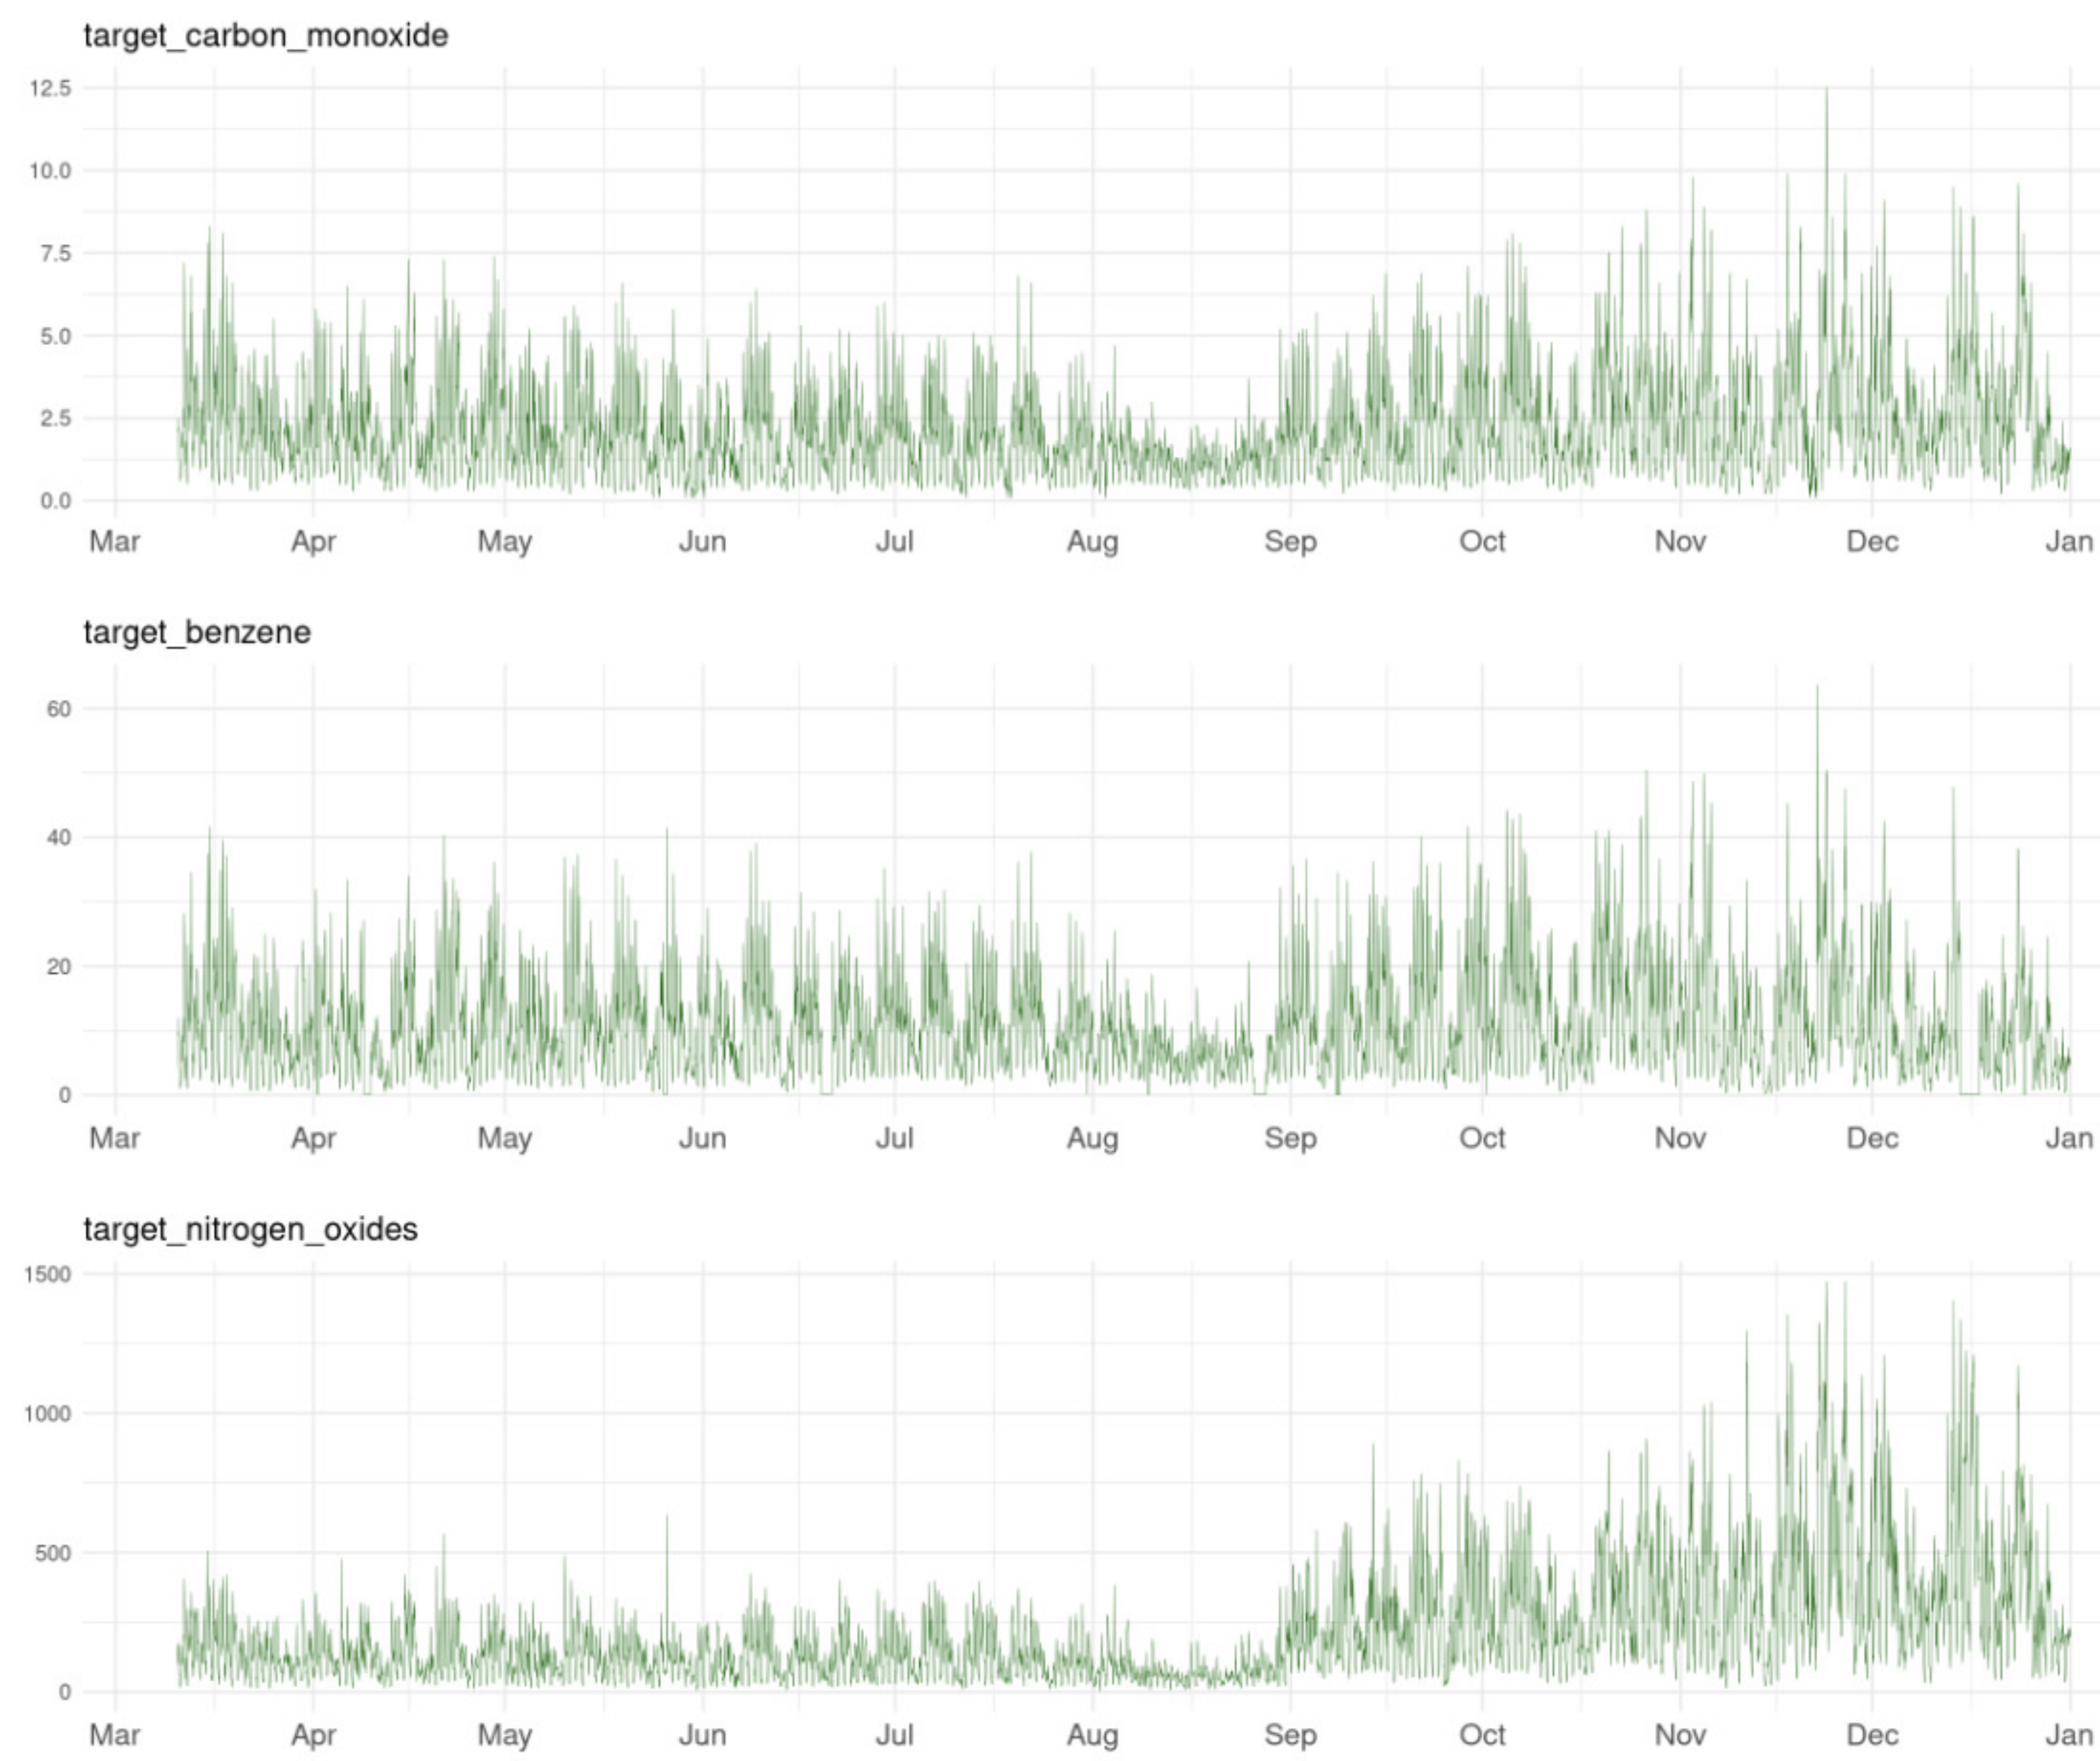 target_carbon_monoxide
12.5
10.0
7.5
5.0
2.5
0.0
Mar Apr May Jun Jul Aug Sep Oct Nov Dec Jan
target_benzene
60
40
20
0
Mar Apr May Jun Jul Aug Sep Oct Nov Dec Jan
target_nitrogen_oxides
1500
1000
500
0
Mar Apr May Jun Jul Aug Sep Oct Nov Dec Jan